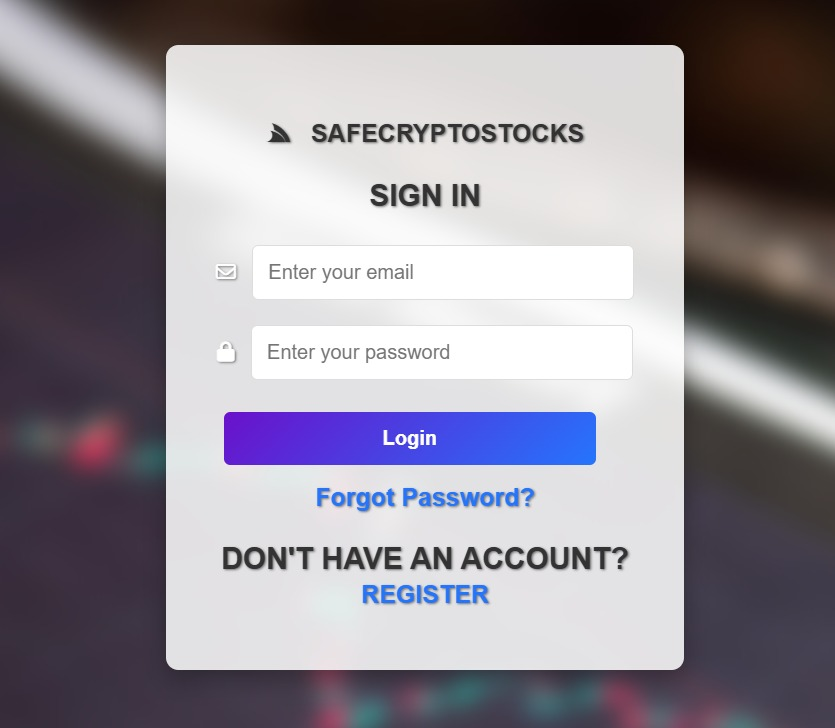 SAFECRYPTOSTOCKS
SIGN IN
Enter your email
Enter your password
Login
Forgot Password?
DON'T HAVE AN ACCOUNT?
REGISTER